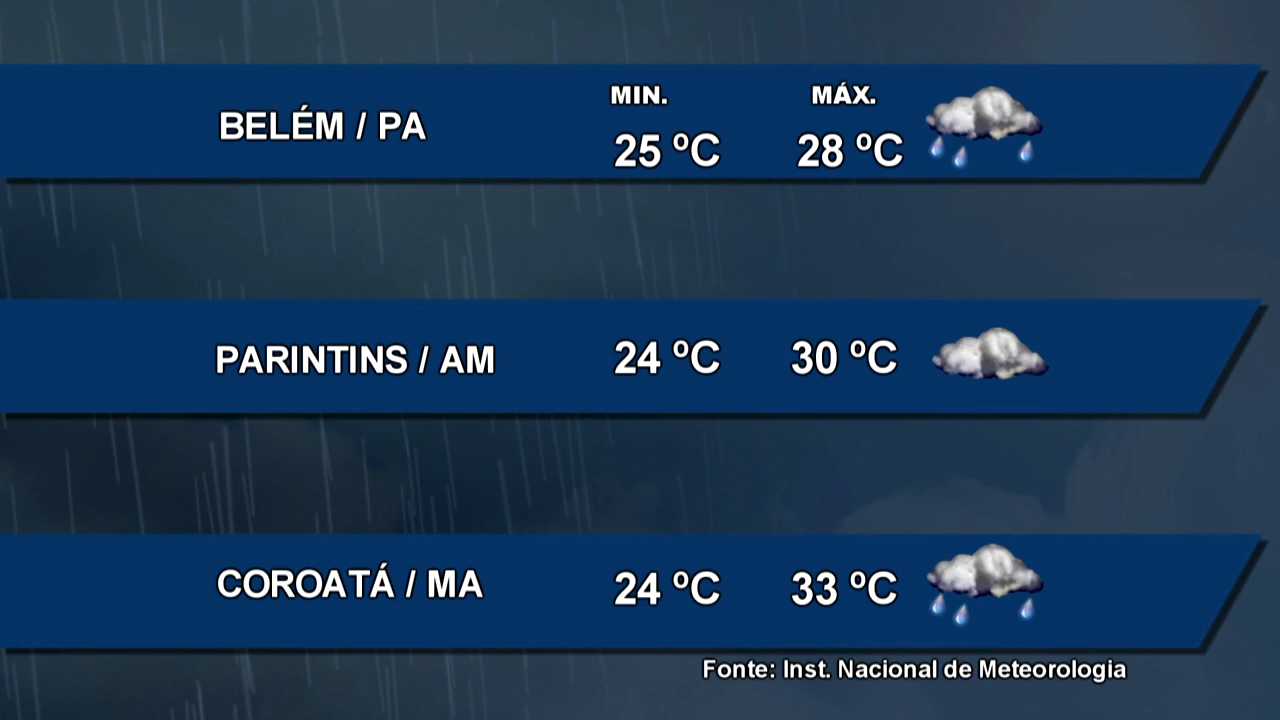 MIN. MÁX.
BELÉM / PA 25 ºC 28 ºC
PARINTINS / AM 24 ºC 30 ºC
COROATÁ / MA 24 ºC 33 ºC
Fonte: Inst. Nacional de Meteorologia